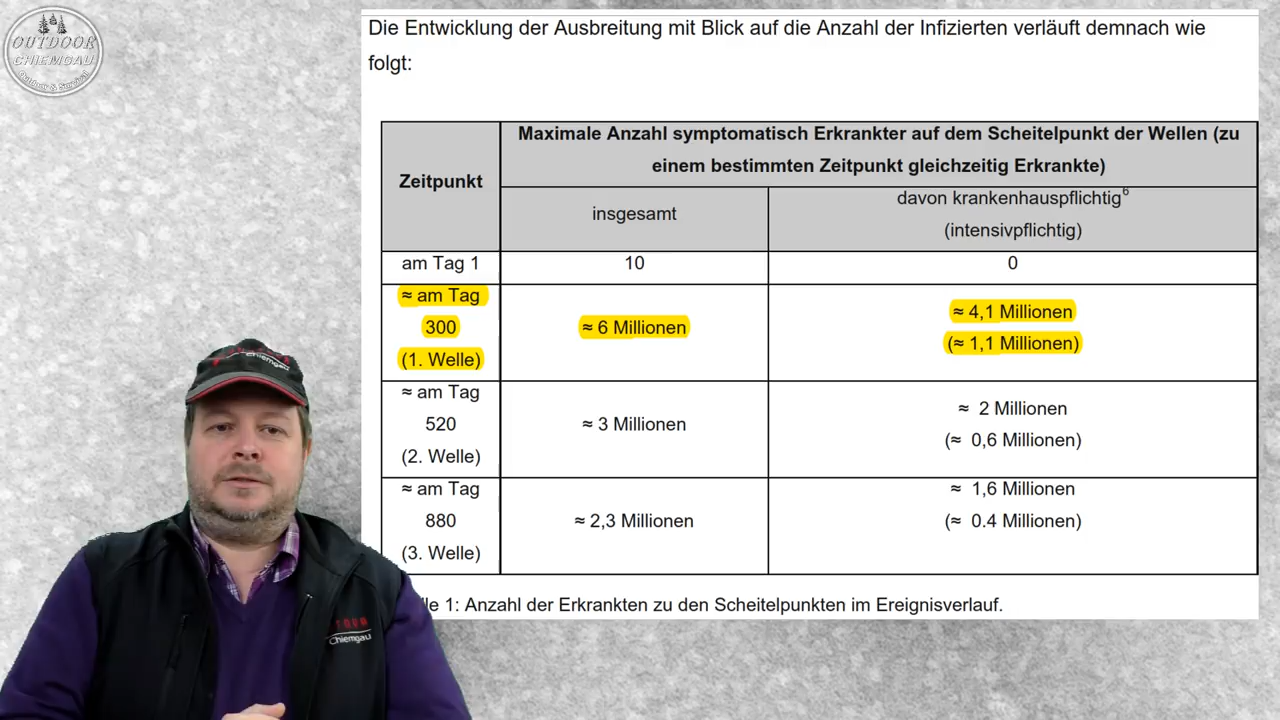 OUTDOOR
CHIEMGAU
Outdoor & Survival
Die Entwicklung der Ausbreitung mit Blick auf die Anzahl der Infizierten verläuft demnach wie
folgt:
Zeitpunkt
Maximale Anzahl symptomatisch Erkrankter auf dem Scheitelpunkt der Wellen (zu
einem bestimmten Zeitpunkt gleichzeitig Erkrankte)
insgesamt
davon krankenhauspflichtig⁶
(intensivpflichtig)
am Tag 1
10
0
≈ am Tag
300
(1. Welle)
≈ 6 Millionen
≈ 4,1 Millionen
(≈ 1,1 Millionen)
≈ am Tag
520
(2. Welle)
≈ 3 Millionen
≈ 2 Millionen
(≈ 0,6 Millionen)
≈ am Tag
880
(3. Welle)
≈ 2,3 Millionen
≈ 1,6 Millionen
(≈ 0.4 Millionen)
le 1: Anzahl der Erkrankten zu den Scheitelpunkten im Ereignisverlauf.
Chiemgau
Chiemgau